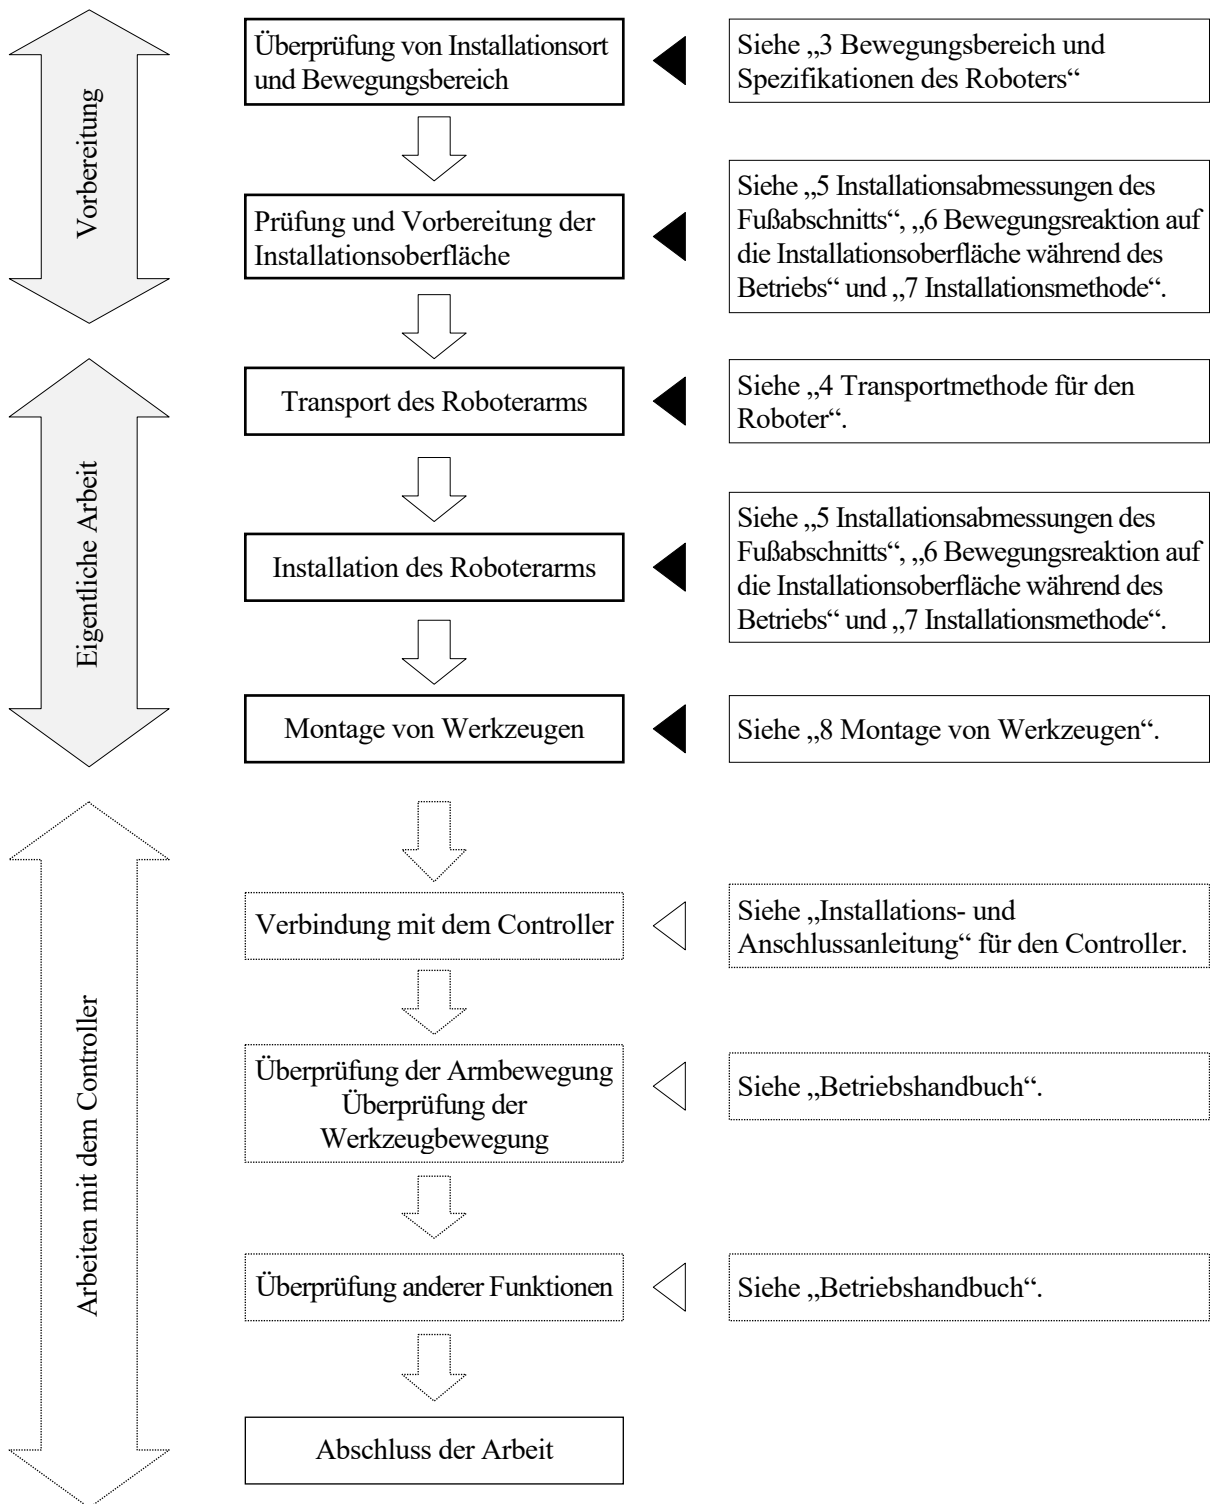 Vorbereitung
Überprüfung von Installationsort
und Bewegungsbereich
Siehe „3 Bewegungsbereich und
Spezifikationen des Roboters“
Prüfung und Vorbereitung der
Installationsoberfläche
Siehe „5 Installationsabmessungen des
Fußabschnitts“, „6 Bewegungsreaktion auf
die Installationsoberfläche während des
Betriebs“ und „7 Installationsmethode“.
Eigentliche Arbeit
Transport des Roboterarms
Siehe „4 Transportmethode für den
Roboter“.
Installation des Roboterarms
Siehe „5 Installationsabmessungen des
Fußabschnitts“, „6 Bewegungsreaktion auf
die Installationsoberfläche während des
Betriebs“ und „7 Installationsmethode“.
Montage von Werkzeugen
Siehe „8 Montage von Werkzeugen“.
Arbeiten mit dem Controller
Verbindung mit dem Controller
Siehe „Installations- und
Anschlussanleitung“ für den Controller.
Überprüfung der Armbewegung
Überprüfung der
Werkzeugbewegung
Siehe „Betriebshandbuch“.
Überprüfung anderer Funktionen
Siehe „Betriebshandbuch“.
Abschluss der Arbeit